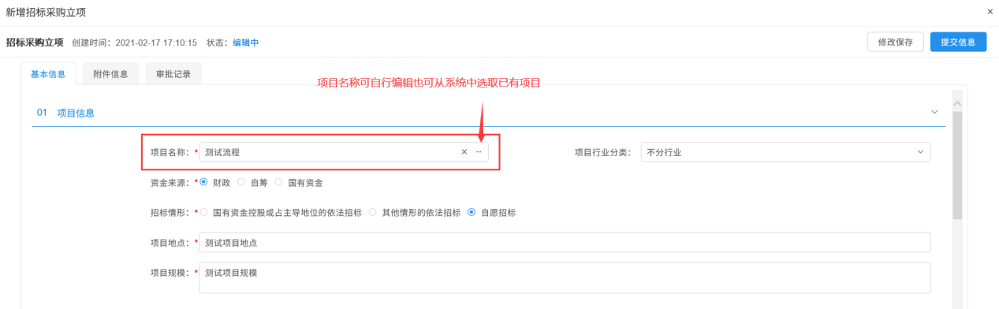 新增招标采购立项 ×
招标采购立项 创建时间：2021-02-17 17:10:15 状态：编辑中 修改保存 提交信息
基本信息 附件信息 审批记录
项目名称可自行编辑也可从系统中选取已有项目
01 项目信息
项目名称：*测试流程 × ... 项目行业分类： 不分行业
资金来源：* 财政 自筹 国有资金
招标情形：* 国有资金控股或占主导地位的依法招标 其他情形的依法招标 自愿招标
项目地点：*测试项目地点
项目规模：*测试项目规模